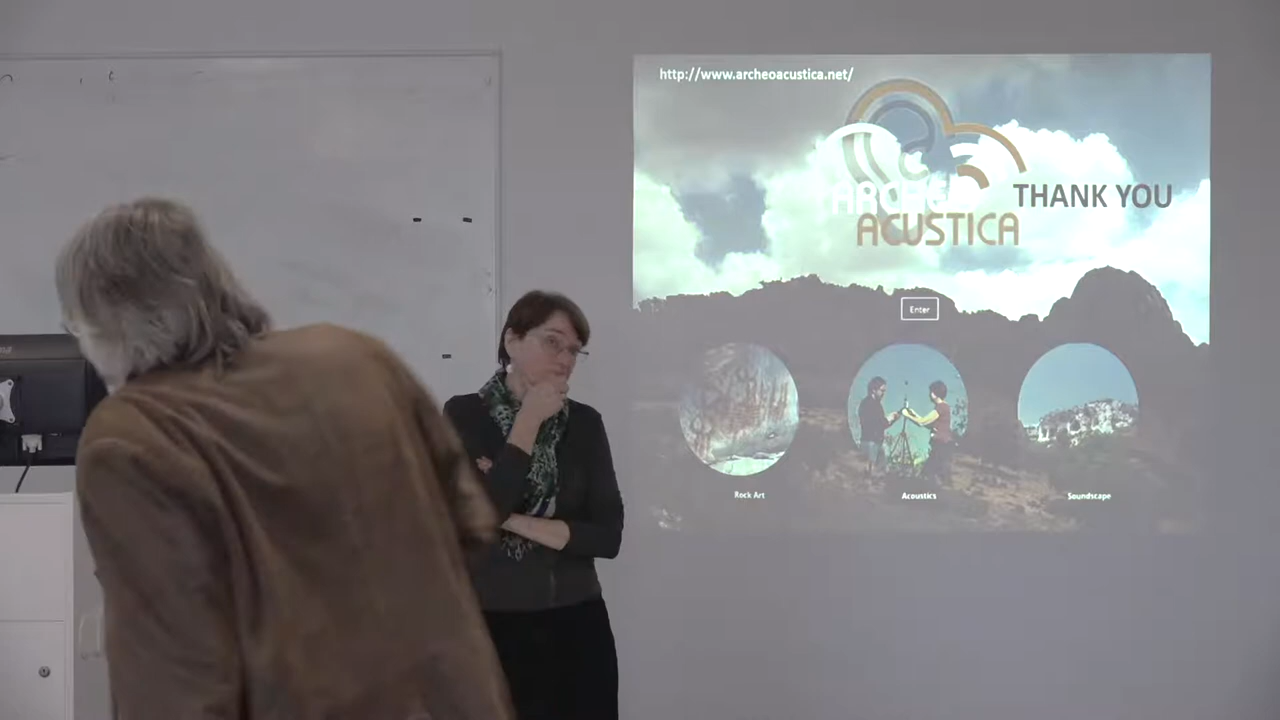 http://www.archeoacustica.net/
ARCHEO
THANK YOU
ACUSTICA
Enter
Rock Art
Acoustics
Soundscape